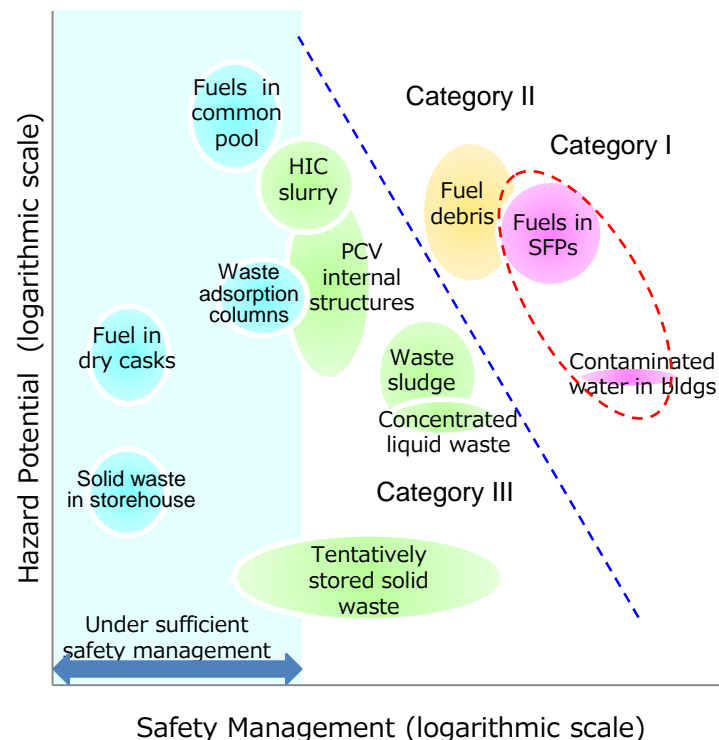 Hazard Potential (logarithmic scale)
Fuels in
common
pool
Category II
Category I
HIC
slurry
Fuel
debris
Fuels in
SFPs
PCV
internal
structures
Waste
adsorption
columns
Fuel in
dry casks
Waste
sludge
Contaminated
water in bldgs
Concentrated
liquid waste
Solid waste
in storehouse
Category III
Tentatively
stored solid
waste
Under sufficient
safety management
Safety Management (logarithmic scale)